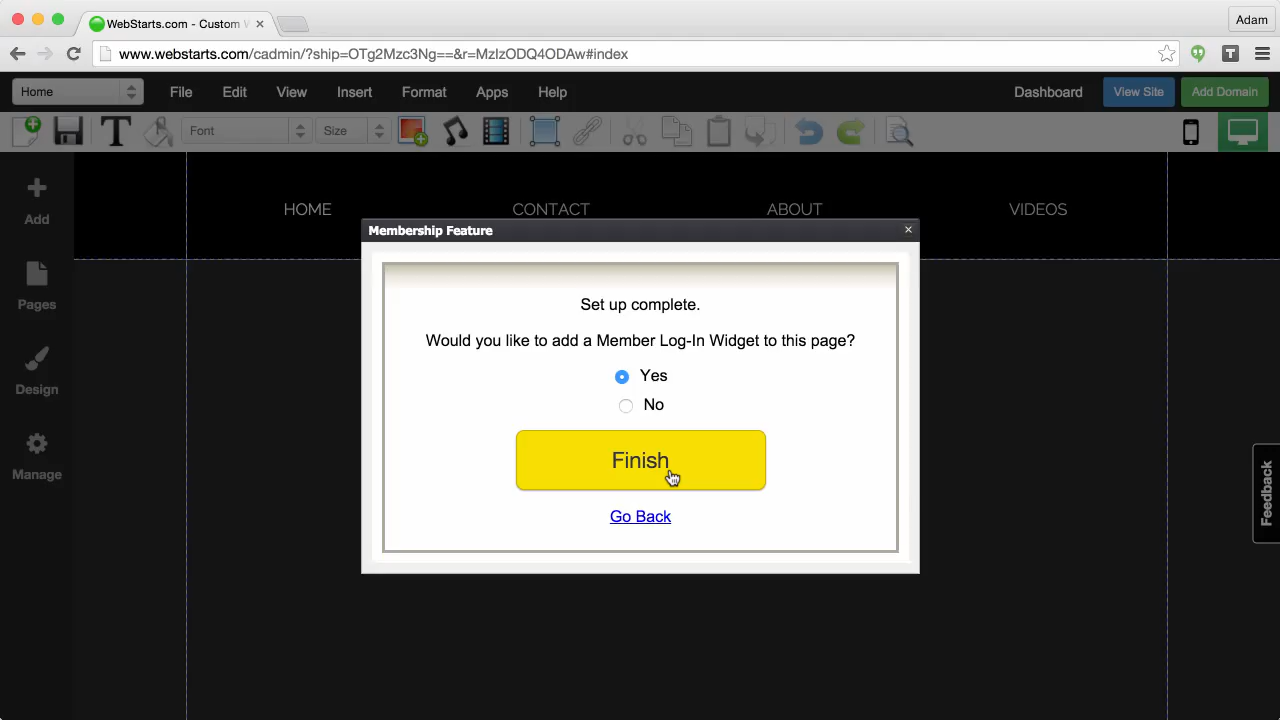 WebStarts.com - Custom W
Adam
www.webstarts.com/cadmin/?ship=OTg2Mzc3Ng==&r=MzIzODQ4ODAw#index
Home
File
Edit
View
Insert
Format
Apps
Help
Dashboard
View Site
Add Domain
Font
Size
Add
Pages
Design
Manage
HOME
CONTACT
ABOUT
VIDEOS
Membership Feature
Set up complete.
Would you like to add a Member Log-In Widget to this page?
Yes
No
Finish
Go Back
Feedback